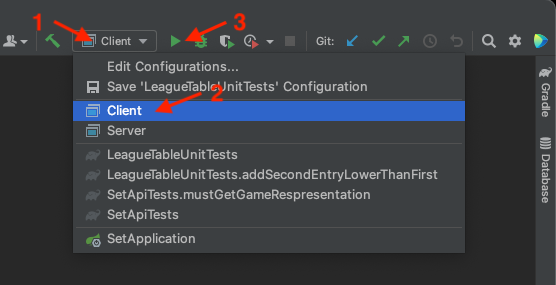 1
3
Client
Git:
Edit Configurations...
Save 'LeagueTableUnitTests' Configuration
Client
2
Server
LeagueTableUnitTests
LeagueTableUnitTests.addSecondEntryLowerThanFirst
SetApiTests.mustGetGameRespresentation
SetApiTests
SetApplication
Gradle
Database